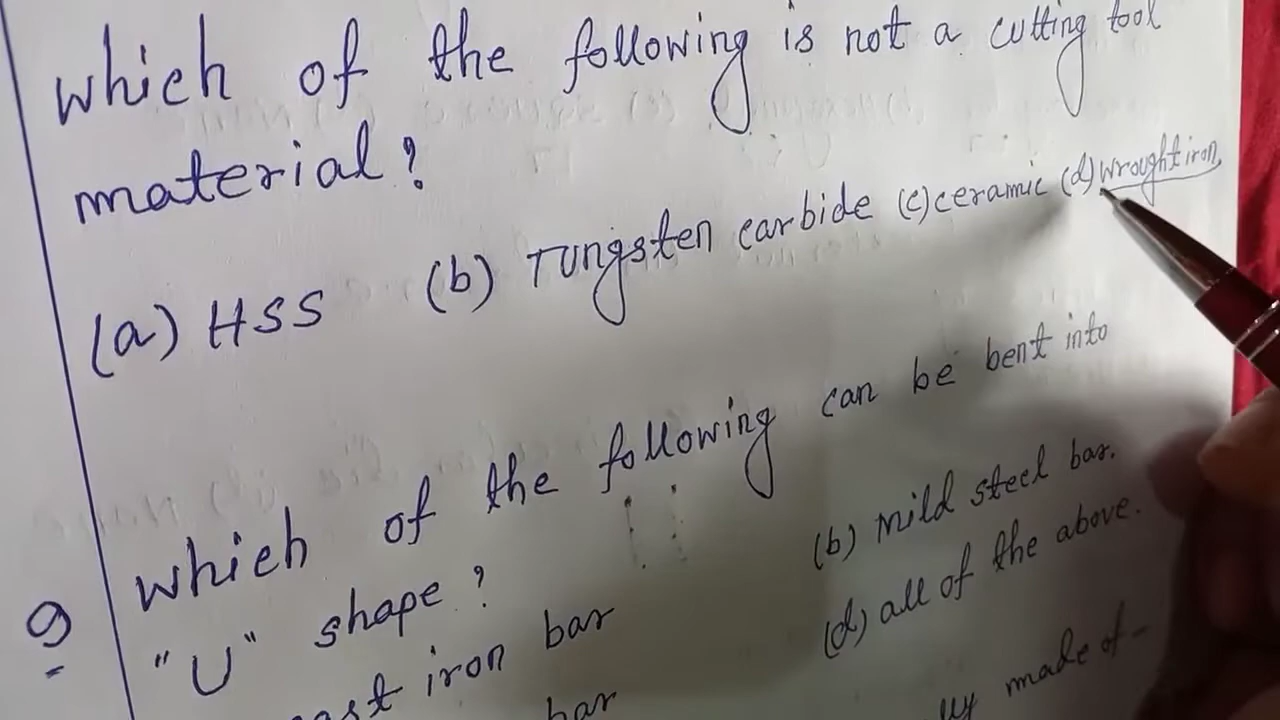 which of the following is not a cutting tool
material?
(a) HSS (b) Tungsten carbide (c) ceramic (d) wrought iron
9 which of the following can be bent into
"U" shape?
(b) mild steel bar.
iron bar (d) all of the above.
bar made of -